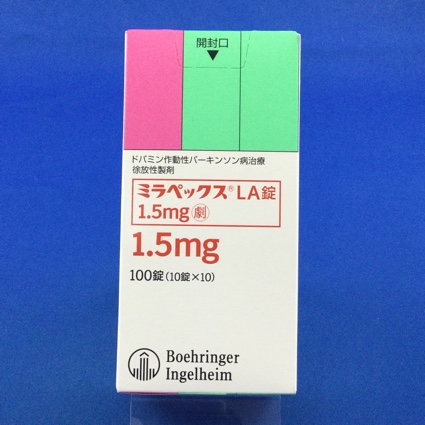 開封口
▼
ドパミン作動性パーキンソン病治療
徐放性製剤
ミラペックス®LA錠
1.5mg 劇
1.5mg
100錠(10錠×10)
Boehringer
Ingelheim